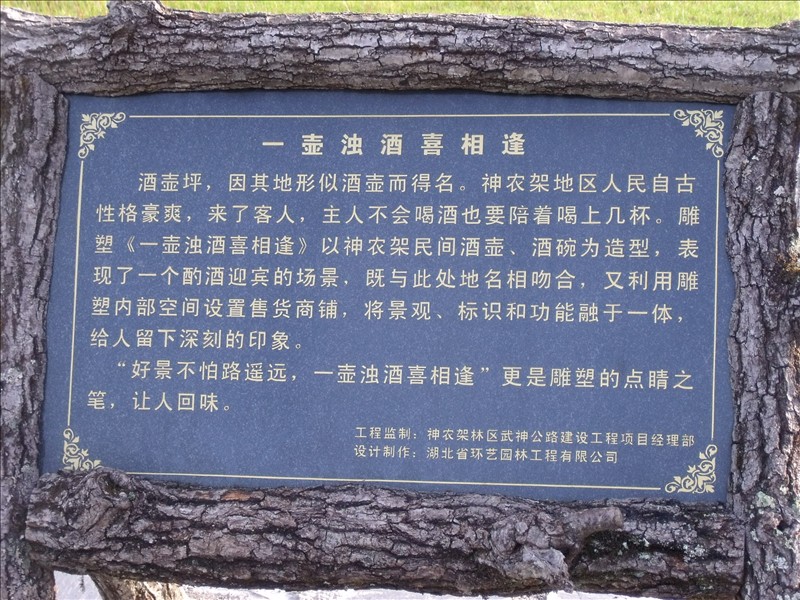 一壶浊酒喜相逢
酒壶坪，因其地形似酒壶而得名。神农架地区人民自古
性格豪爽，来了客人，主人不会喝酒也要陪着喝上几杯。雕
塑《一壶浊酒喜相逢》以神农架民间酒壶、酒碗为造型，表
现了一个酌酒迎宾的场景，既与此处地名相吻合，又利用雕
塑内部空间设置售货商铺，将景观、标识和功能融于一体，
给人留下深刻的印象。
“好景不怕路遥远，一壶浊酒喜相逢”更是雕塑的点睛之
笔，让人回味。
工程监制：神农架林区武神公路建设工程项目经理部
设计制作：湖北省环艺园林工程有限公司